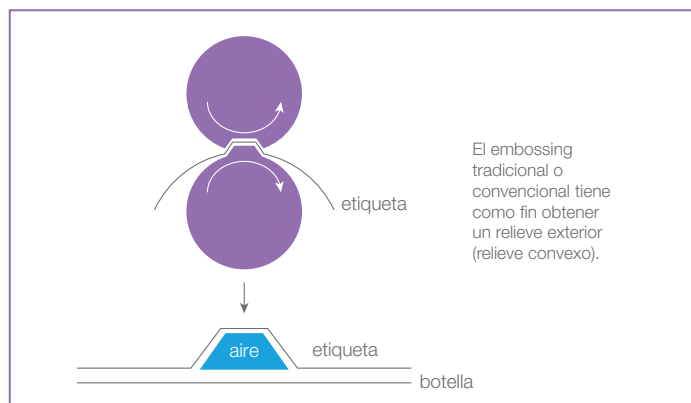 El embossing
tradicional o
convencional tiene
como fin obtener
un relieve exterior
(relieve convexo).
etiqueta
aire
etiqueta
botella